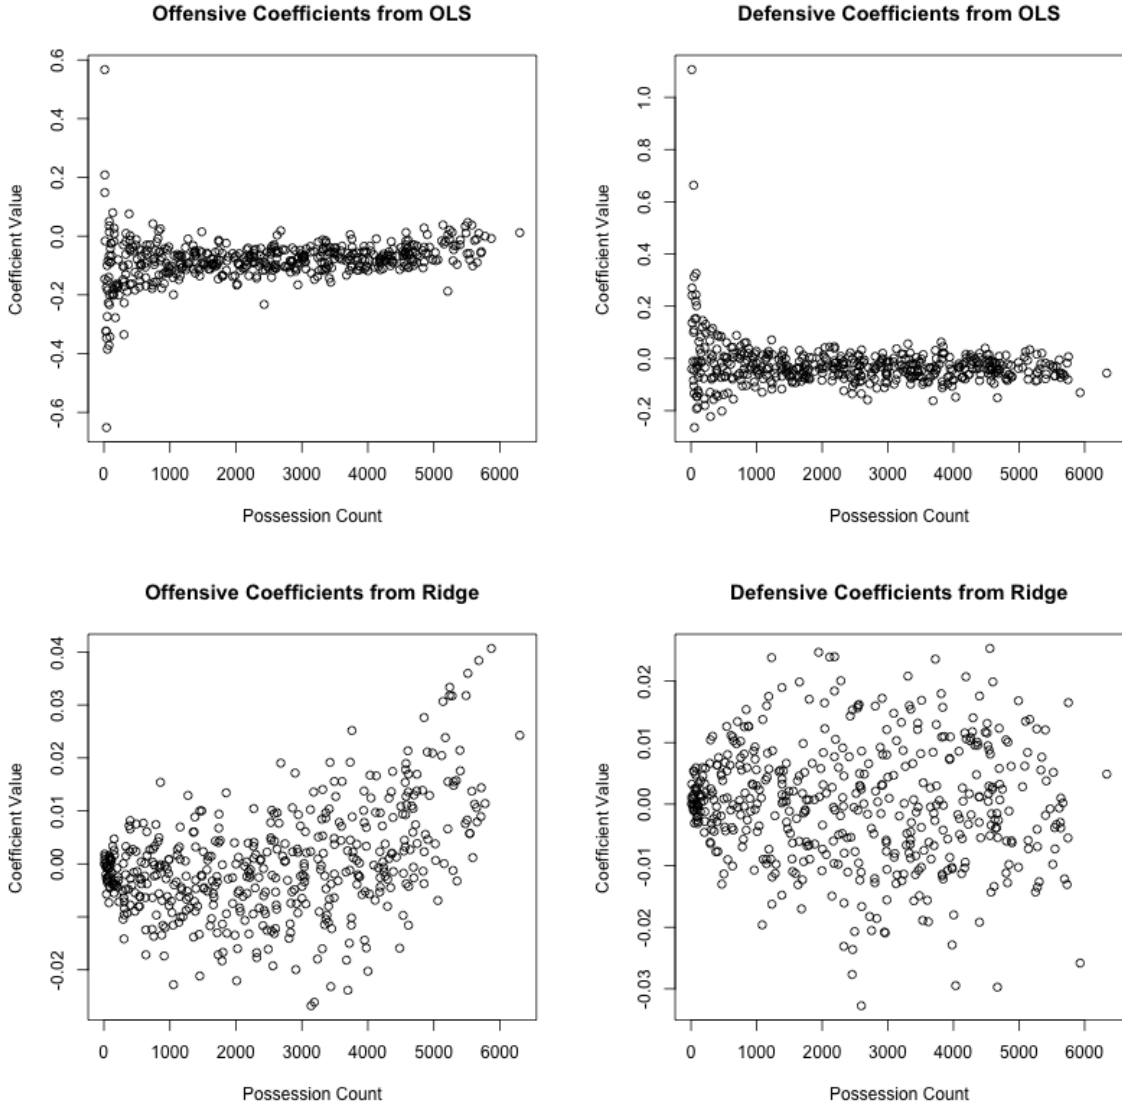 Offensive Coefficients from OLS
Coefficient Value
0.6
0.4
0.2
0.0
-0.2
-0.4
-0.6
0 1000 2000 3000 4000 5000 6000
Possession Count
Defensive Coefficients from OLS
Coefficient Value
1.0
0.8
0.6
0.4
0.2
0.0
-0.2
0 1000 2000 3000 4000 5000 6000
Possession Count
Offensive Coefficients from Ridge
Coefficient Value
0.04
0.03
0.02
0.01
0.00
-0.02
0 1000 2000 3000 4000 5000 6000
Possession Count
Defensive Coefficients from Ridge
Coefficient Value
0.02
0.01
0.00
-0.01
-0.02
-0.03
0 1000 2000 3000 4000 5000 6000
Possession Count